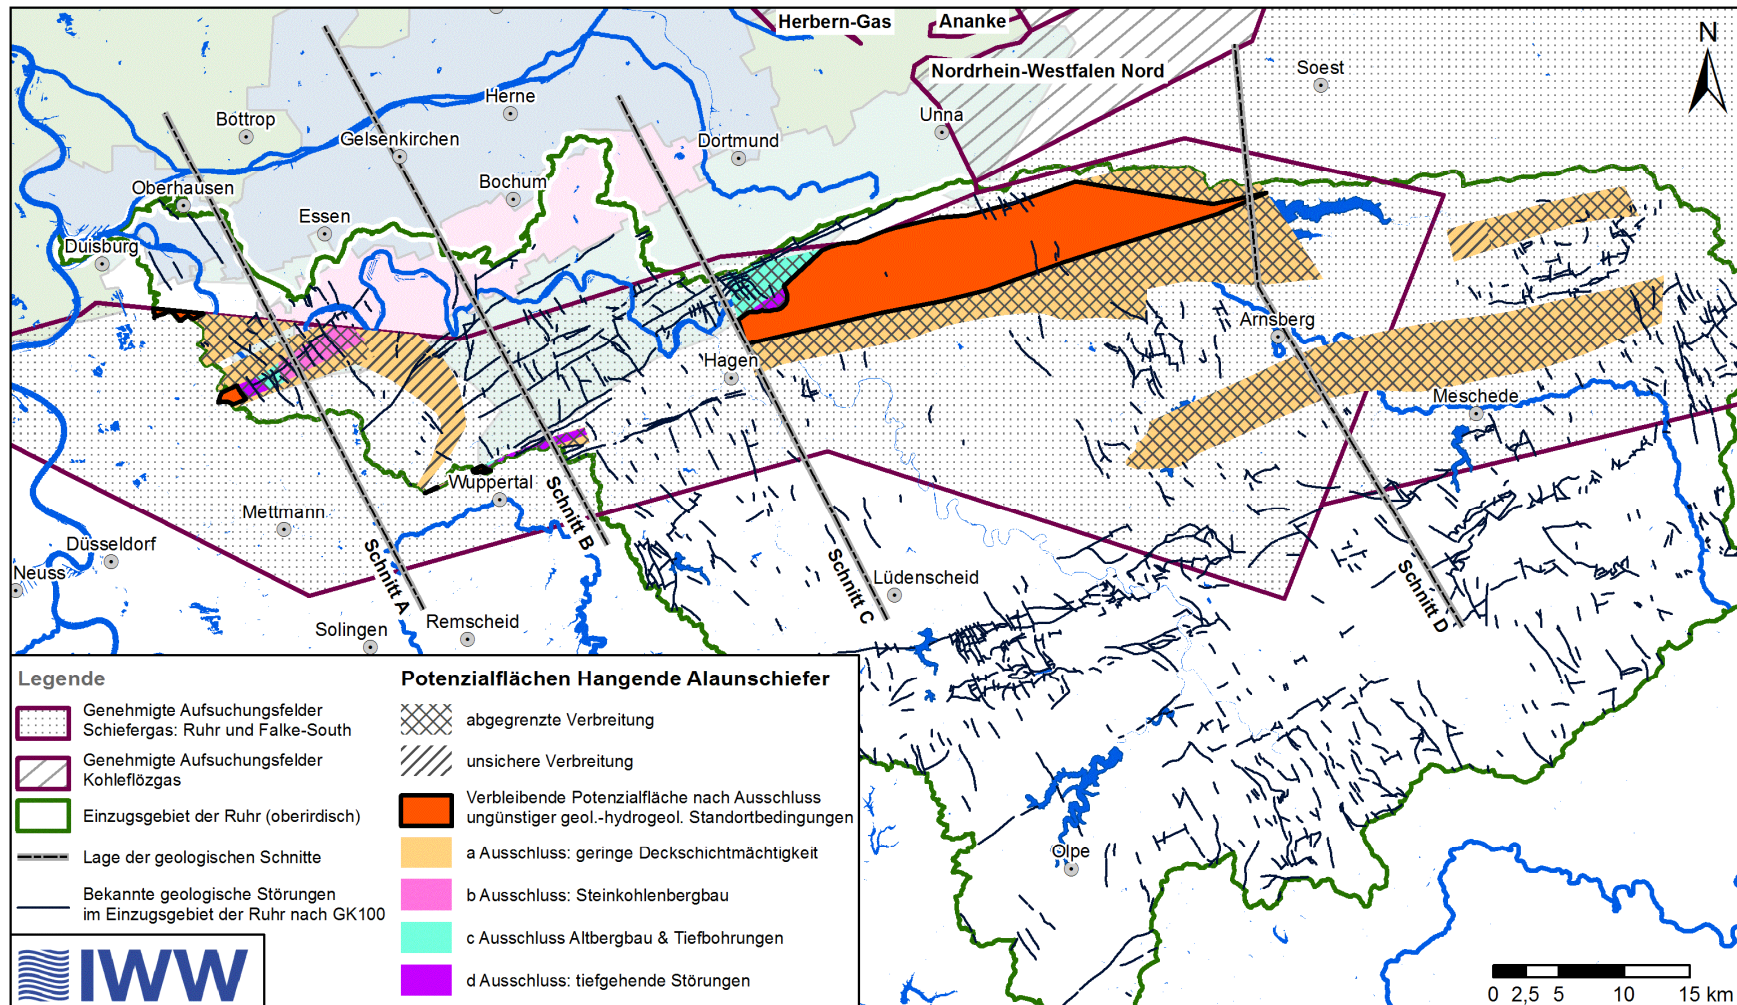 Herbern-Gas
Ananke
Nordrhein-Westfalen Nord
N
Soest
Herne
Bottrop
Unna
Gelsenkirchen
Dortmund
Oberhausen
Bochum
Essen
Duisburg
Arnsberg
Hagen
Meschede
Wuppertal
Mettmann
Düsseldorf
Neuss
Lüdenscheid
Solingen
Remscheid
Olpe
Schnitt A
Schnitt B
Schnitt C
Schnitt D
Legende
Genehmigte Aufsuchungsfelder
Schiefergas: Ruhr und Falke-South
Genehmigte Aufsuchungsfelder
Kohleflözgas
Einzugsgebiet der Ruhr (oberirdisch)
Lage der geologischen Schnitte
Bekannte geologische Störungen
im Einzugsgebiet der Ruhr nach GK100
Potenzialflächen Hangende Alaunschiefer
abgegrenzte Verbreitung
unsichere Verbreitung
Verbleibende Potenzialfläche nach Ausschluss
ungünstiger geol.-hydrogeol. Standortbedingungen
a Ausschluss: geringe Deckschichtmächtigkeit
b Ausschluss: Steinkohlenbergbau
c Ausschluss Altbergbau & Tiefbohrungen
d Ausschluss: tiefgehende Störungen
IWW
0 2,5 5 10 15 km